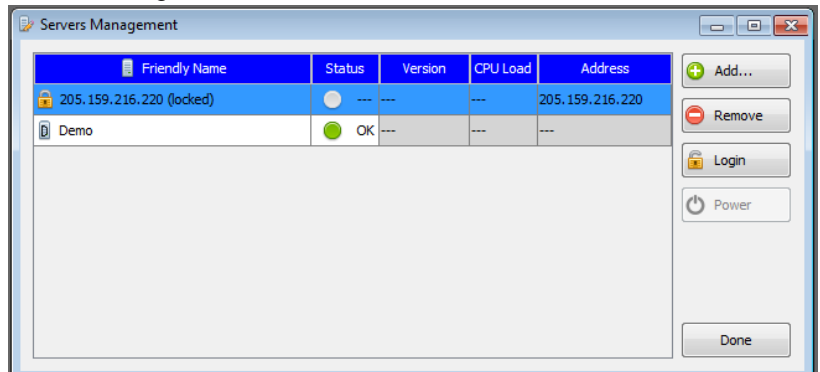 Servers Management
Friendly Name Status Version CPU Load Address
205.159.216.220 (locked) --- --- --- 205.159.216.220
Demo OK --- --- ---
Add...
Remove
Login
Power
Done